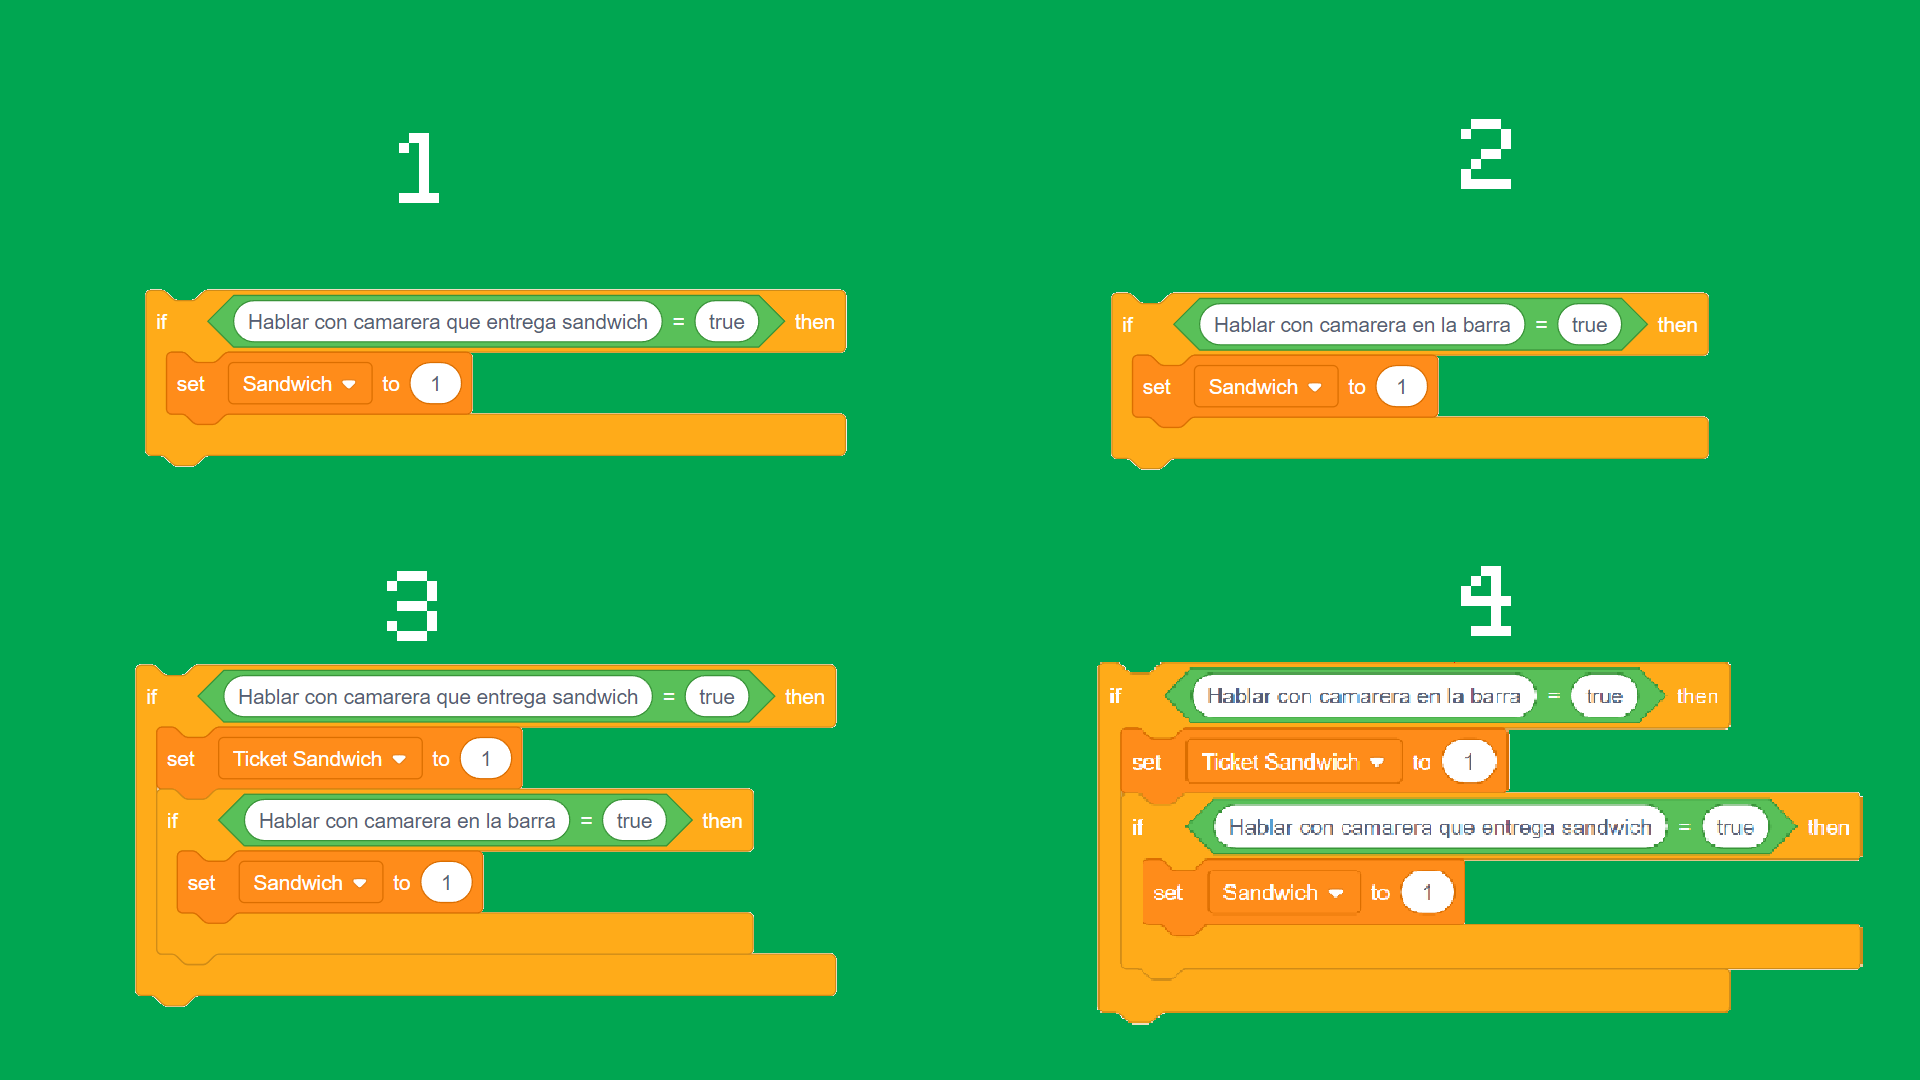 1
if Hablar con camarera que entrega sandwich = true then
set Sandwich to 1
2
if Hablar con camarera en la barra = true then
set Sandwich to 1
3
if Hablar con camarera que entrega sandwich = true then
set Ticket Sandwich to 1
if Hablar con camarera en la barra = true then
set Sandwich to 1
4
if Hablar con camarera en la barra = true then
set Ticket Sandwich to 1
if Hablar con camarera que entrega sandwich = true then
set Sandwich to 1